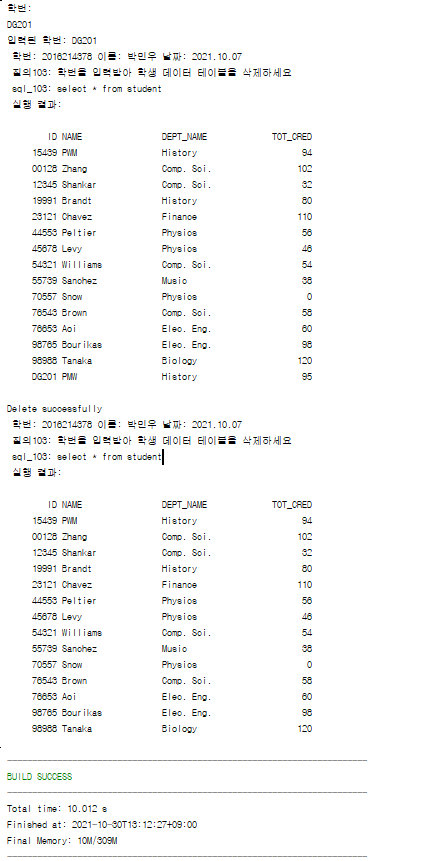 학번:
DG201
입력된 학번: DG201
학번: 2016214378 이름: 박민우 날짜: 2021.10.07
질의103: 학번을 입력받아 학생 데이터 테이블을 삭제하세요
sql_103: select * from student
실행 결과:
ID NAME DEPT_NAME TOT_CRED
15439 PWM History 94
00128 Zhang Comp. Sci. 102
12345 Shankar Comp. Sci. 32
19991 Brandt History 80
23121 Chavez Finance 110
44553 Peltier Physics 56
45678 Levy Physics 46
54321 Williams Comp. Sci. 54
55739 Sanchez Music 38
70557 Snow Physics 0
76543 Brown Comp. Sci. 58
76653 Aoi Elec. Eng. 60
98765 Bourikas Elec. Eng. 98
98988 Tanaka Biology 120
DG201 PMW History 95
Delete successfully
학번: 2016214378 이름: 박민우 날짜: 2021.10.07
질의103: 학번을 입력받아 학생 데이터 테이블을 삭제하세요
sql_103: select * from student
실행 결과:
ID NAME DEPT_NAME TOT_CRED
15439 PWM History 94
00128 Zhang Comp. Sci. 102
12345 Shankar Comp. Sci. 32
19991 Brandt History 80
23121 Chavez Finance 110
44553 Peltier Physics 56
45678 Levy Physics 46
54321 Williams Comp. Sci. 54
55739 Sanchez Music 38
70557 Snow Physics 0
76543 Brown Comp. Sci. 58
76653 Aoi Elec. Eng. 60
98765 Bourikas Elec. Eng. 98
98988 Tanaka Biology 120
------------------------------------------------------------------------
BUILD SUCCESS
------------------------------------------------------------------------
Total time: 10.012 s
Finished at: 2021-10-30T13:12:27+09:00
Final Memory: 10M/309M
------------------------------------------------------------------------